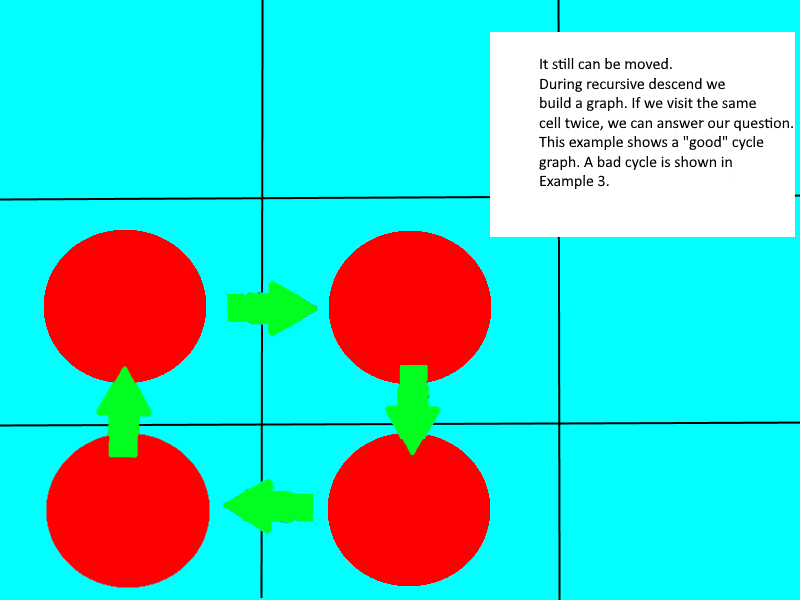 It still can be moved.
During recursive descend we
build a graph. If we visit the same
cell twice, we can answer our question.
This example shows a "good" cycle
graph. A bad cycle is shown in
Example 3.